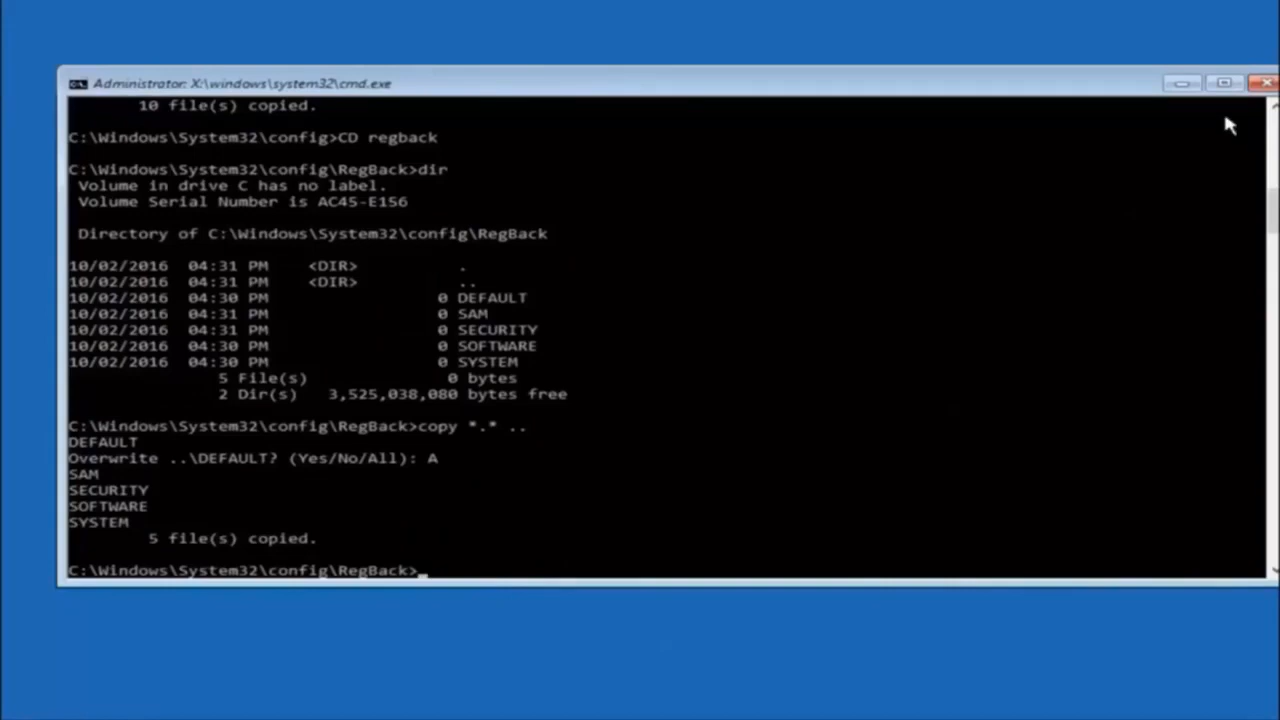 Administrator: X:\windows\system32\cmd.exe
10 file(s) copied.
C:\Windows\System32\config>CD regback
C:\Windows\System32\config\RegBack>dir
Volume in drive C has no label.
Volume Serial Number is AC45-E156
Directory of C:\Windows\System32\config\RegBack
10/02/2016 04:31 PM <DIR> .
10/02/2016 04:31 PM <DIR> ..
10/02/2016 04:30 PM 0 DEFAULT
10/02/2016 04:31 PM 0 SAM
10/02/2016 04:31 PM 0 SECURITY
10/02/2016 04:30 PM 0 SOFTWARE
10/02/2016 04:30 PM 0 SYSTEM
5 File(s) 0 bytes
2 Dir(s) 3,525,038,080 bytes free
C:\Windows\System32\config\RegBack>copy *.* ..
DEFAULT
Overwrite ..\DEFAULT? (Yes/No/All): A
SAM
SECURITY
SOFTWARE
SYSTEM
5 file(s) copied.
C:\Windows\System32\config\RegBack>_